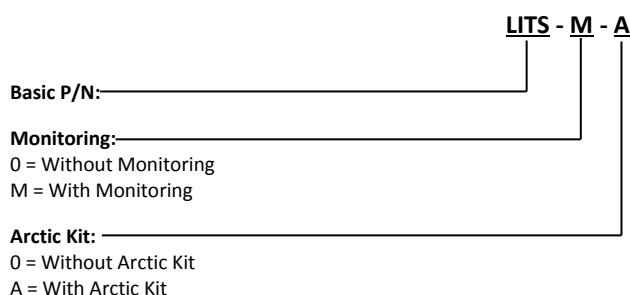 LITS - M - A
Basic P/N:
Monitoring:
0 = Without Monitoring
M = With Monitoring
Arctic Kit:
0 = Without Arctic Kit
A = With Arctic Kit